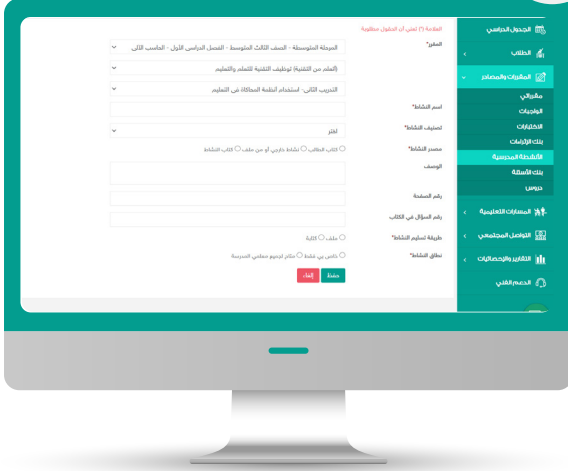 الجدول الدراسي
الطلاب
المقررات والمصادر
مقرراتي
الواجبات
الاختبارات
بنك الإثراءات
الأنشطة المدرسية
بنك الأسئلة
دروس
المسارات التعليمية
التواصل المجتمعي
التقارير والإحصائيات
الدعم الفني
العلامة (*) تعني أن الحقول مطلوبة
المقرر*
المرحلة المتوسطة - الصف الثالث المتوسط - الفصل الدراسي الأول - الحاسب الآلي
(أتعلم من التقنية) توظيف التقنية للتعلم والتعليم
التدريب الثاني- استخدام أنظمة المحاكاة في التعليم
اسم النشاط*
تصنيف النشاط*
اختر
مصدر النشاط*
كتاب الطالب نشاط خارجي أو من ملف كتاب النشاط
الوصف
رقم الصفحة
رقم السؤال في الكتاب
طريقة تسليم النشاط*
ملف كتابة
نطاق النشاط*
خاص بي فقط متاح لجميع معلمي المدرسة
حفظ إلغاء